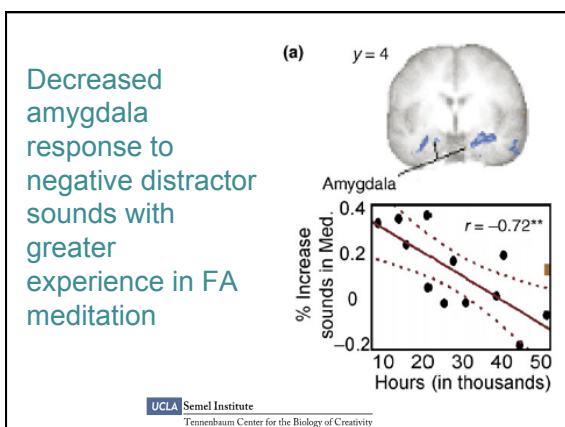 Decreased
amygdala
response to
negative distractor
sounds with
greater
experience in FA
meditation
(a)
y = 4
Amygdala
% Increase
sounds in Med.
0.4
0.2
0
−0.2
r = −0.72**
10 20 30 40 50
Hours (in thousands)
UCLA Semel Institute
Tennenbaum Center for the Biology of Creativity